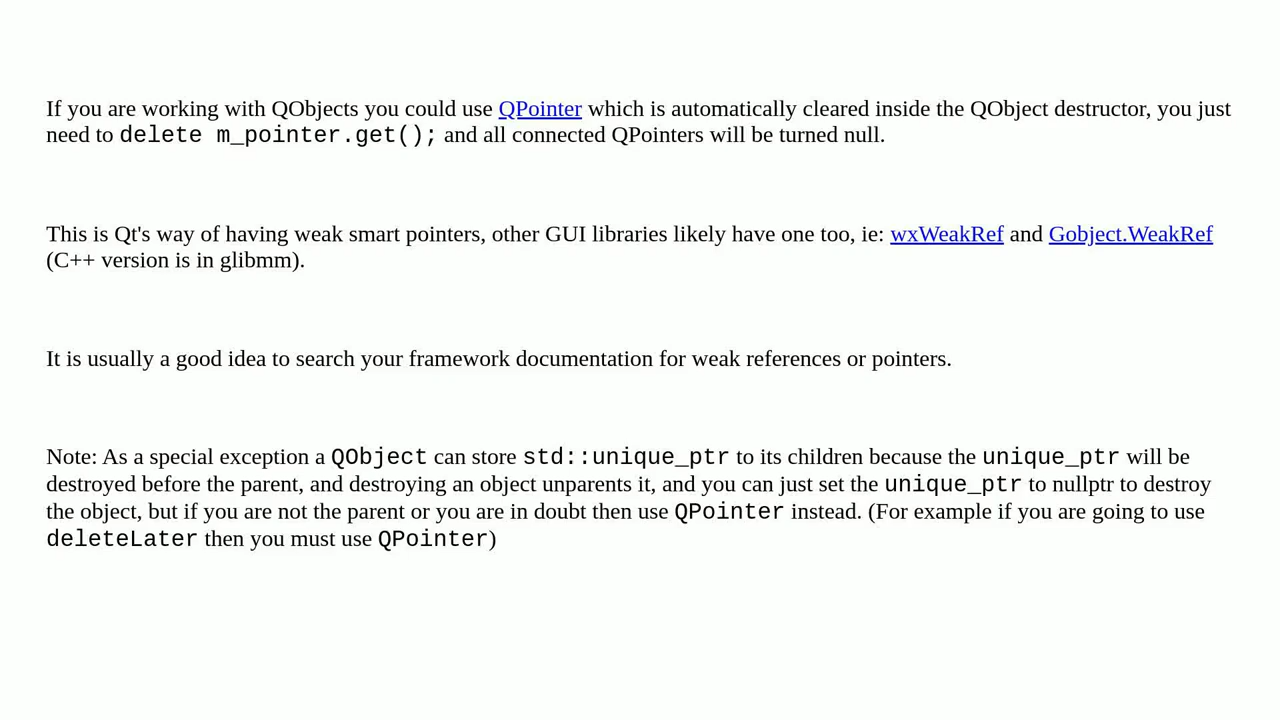 If you are working with QObjects you could use QPointer which is automatically cleared inside the QObject destructor, you just
need to delete m_pointer.get(); and all connected QPointers will be turned null.
This is Qt's way of having weak smart pointers, other GUI libraries likely have one too, ie: wxWeakRef and Gobject.WeakRef
(C++ version is in glibmm).
It is usually a good idea to search your framework documentation for weak references or pointers.
Note: As a special exception a QObject can store std::unique_ptr to its children because the unique_ptr will be
destroyed before the parent, and destroying an object unparents it, and you can just set the unique_ptr to nullptr to destroy
the object, but if you are not the parent or you are in doubt then use QPointer instead. (For example if you are going to use
deleteLater then you must use QPointer)